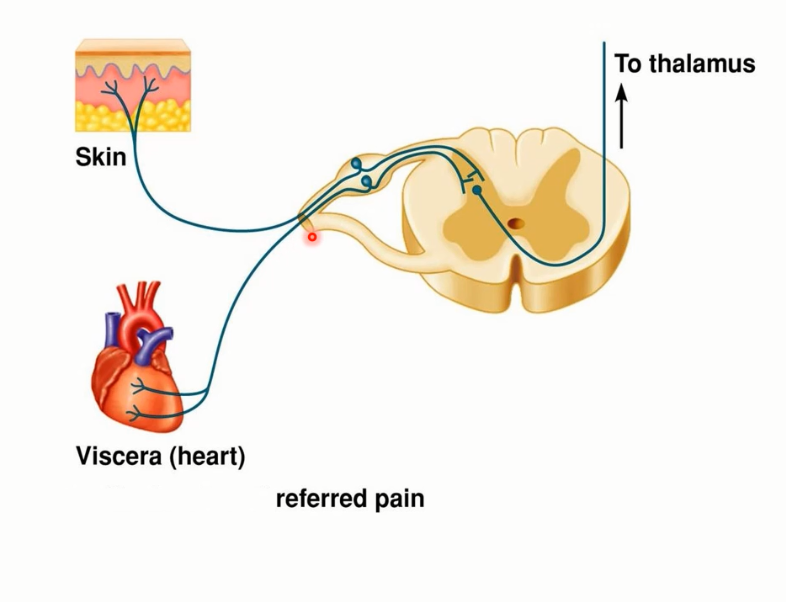 To thalamus
Skin
Viscera (heart)
referred pain